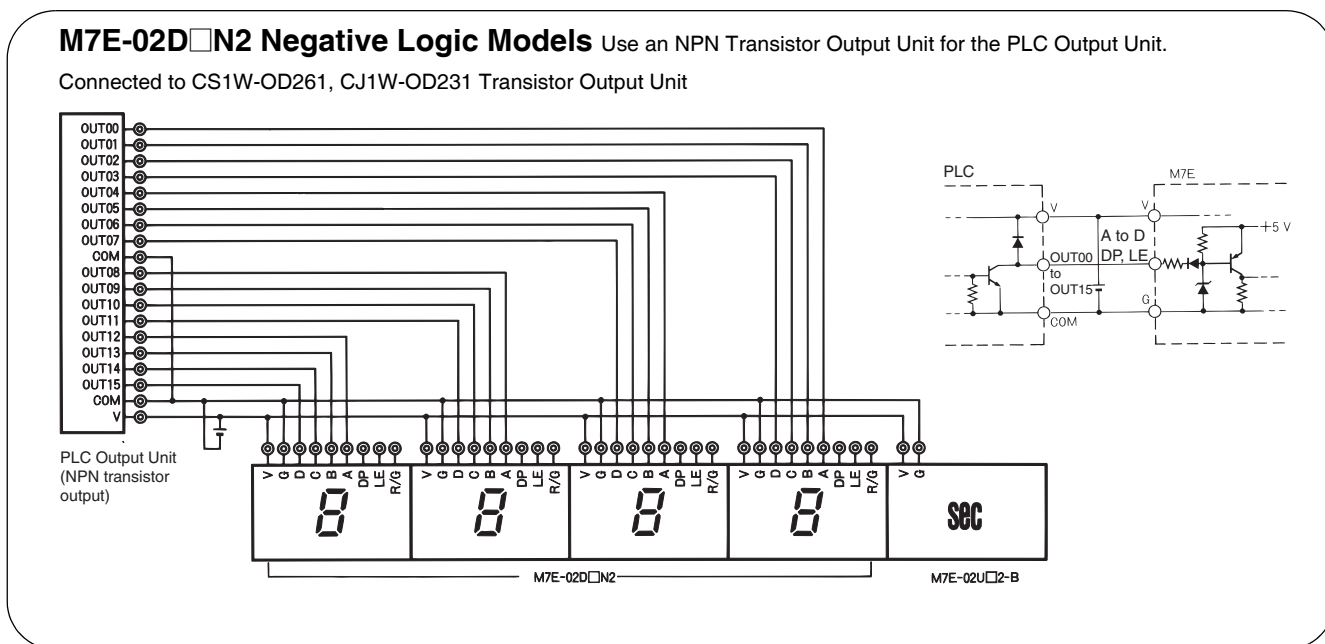 M7E-02D□N2 Negative Logic Models Use an NPN Transistor Output Unit for the PLC Output Unit.
Connected to CS1W-OD261, CJ1W-OD231 Transistor Output Unit
OUT00
OUT01
OUT02
OUT03
OUT04
OUT05
OUT06
OUT07
COM
OUT08
OUT09
OUT10
OUT11
OUT12
OUT13
OUT14
OUT15
COM
V
PLC Output Unit
(NPN transistor
output)
V G D C B A DP LE R/G
V G D C B A DP LE R/G
V G D C B A DP LE R/G
V G D C B A DP LE R/G
V G
8 8 8 8 sec
M7E-02D□N2
M7E-02U□2-B
PLC
M7E
V
V
+5 V
A to D
DP, LE
OUT00
to
OUT15
G
COM